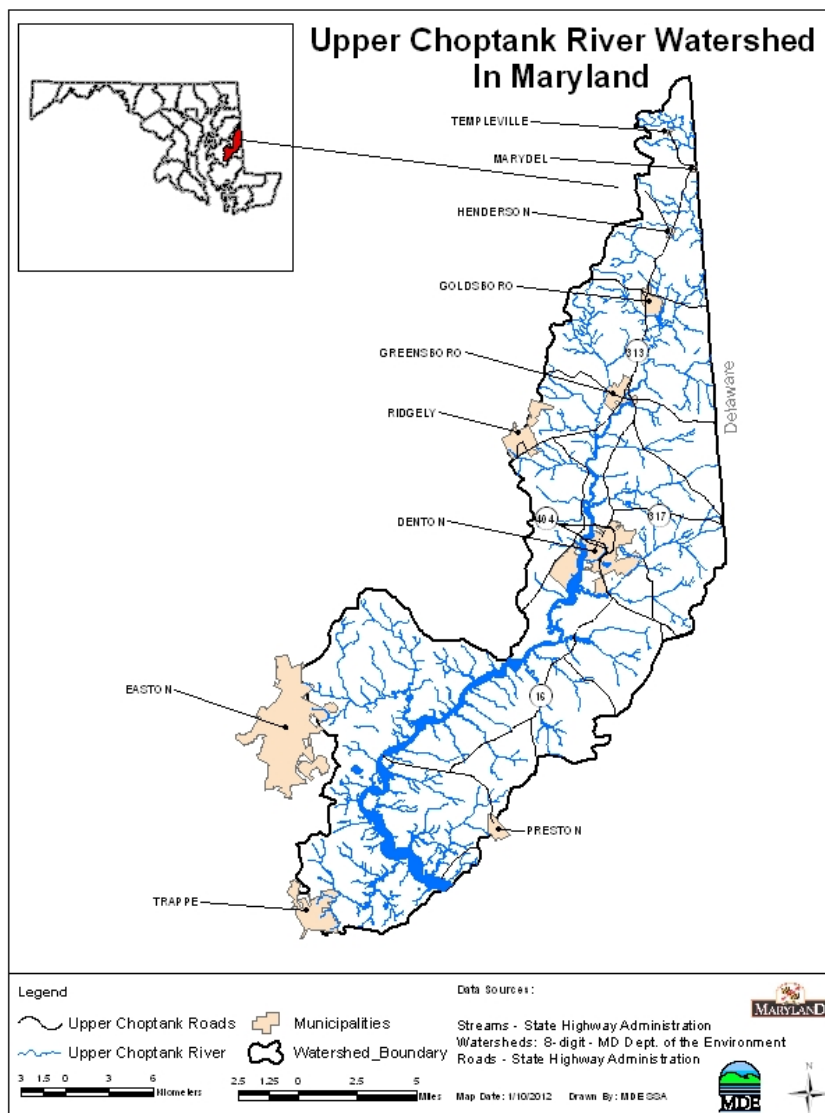 Upper Choptank River Watershed
In Maryland
TEMPLEVILLE
MARYDEL
HENDERSON
GOLDSBORO
GREENSBORO
313
RIDGELY
Delaware
DENTON
404
317
EASTON
16
PRESTON
TRAPPE
Legend
Upper Choptank Roads
Municipalities
Upper Choptank River
Watershed_Boundary
3 1.5 0 3 6
Kilometers
2.5 1.25 0 2.5 5
Miles
Data Sources:
Streams - State Highway Administration
Watersheds: 8-digit - MD Dept. of the Environment
Roads - State Highway Administration
Map Date: 1/10/2012 Drawn By: MDE SSA
MARYLAND
MDE
N